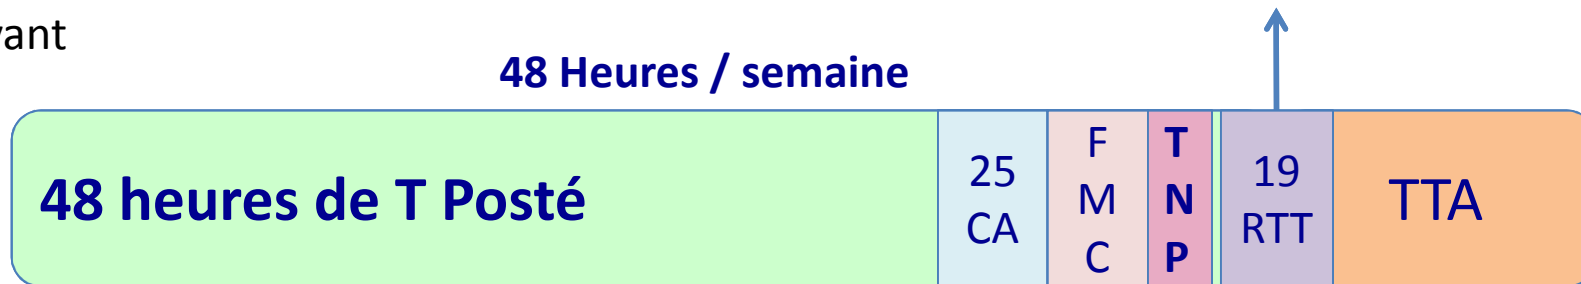 vant
48 Heures / semaine
48 heures de T Posté
25
CA
F
M
C
T
N
P
19
RTT
TTA